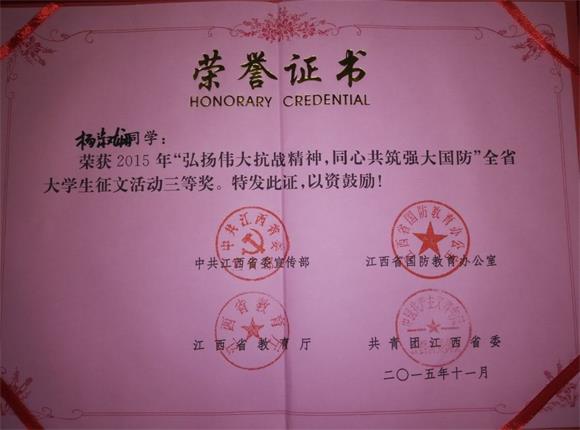 荣誉证书
HONORARY CREDENTIAL
同学：
荣获2015年“弘扬伟大抗战精神，同心共筑强大国防”全省
大学生征文活动三等奖。特发此证，以资鼓励！
中共江西省委宣传部
江西省国防教育办公室
江西省教育厅
共青团江西省委
二〇一五年十一月